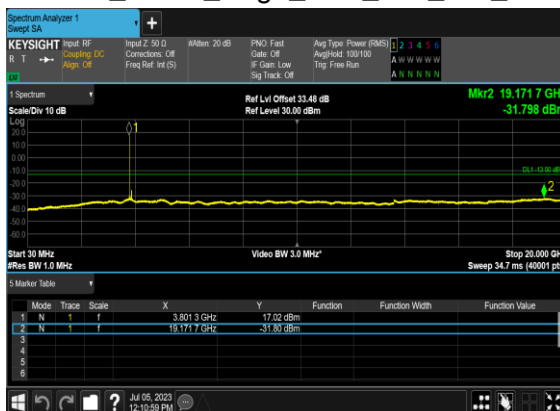 Spectrum Analyzer 1
Swept SA
KEYSIGHT Input: RF
R T Coupling: DC
Align: Off
Input Z: 50 Ω
Corrections: Off
Freq Ref: Int (S)
#Atten: 20 dB
PNO: Fast
Gate: Off
IF Gain: Low
Sig Track: Off
Avg Type: Power (RMS)
Avg|Hold: 100/100
Trig: Free Run
1 2 3 4 5 6
A W W W W W
A N N N N N
LU
1 Spectrum
Scale/Div 10 dB
Ref Lvl Offset 33.48 dB
Ref Level 30.00 dBm
Mkr2 19.171 7 GH
-31.798 dB
Log
20.0
10.0
0.00
-10.0
-20.0
-30.0
-40.0
-50.0
-60.0
1
DL1 -13.00 dB
2
Start 30 MHz
#Res BW 1.0 MHz
Video BW 3.0 MHz*
Stop 20.000 GH
Sweep 34.7 ms (40001 pt
5 Marker Table
Mode Trace Scale X Y Function Function Width Function Value
1 N 1 f 3.801 3 GHz 17.02 dBm
2 N 1 f 19.171 7 GHz -31.80 dBm
3
4
5
6
? Jul 05, 2023
12:10:59 PM